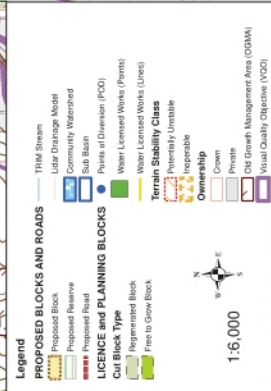 Legend
PROPOSED BLOCKS AND ROADS
Proposed Block
Proposed Reserve
Proposed Road
LICENCE and PLANNING BLOCKS
Cut Block Type
Regenerated Block
Free to Grow Block
N
W E
S
1:6,000
TRIM Stream
Lidar Drainage Model
Community Watershed
Sub Basin
Points of Diversion (POD)
Water Licensed Works (Points)
Water Licensed Works (Lines)
Terrain Stability Class
Potentially Unstable
Inoperable
Ownership
Crown
Private
Old Growth Management Area (OGMA)
Visual Quality Objective (VQO)